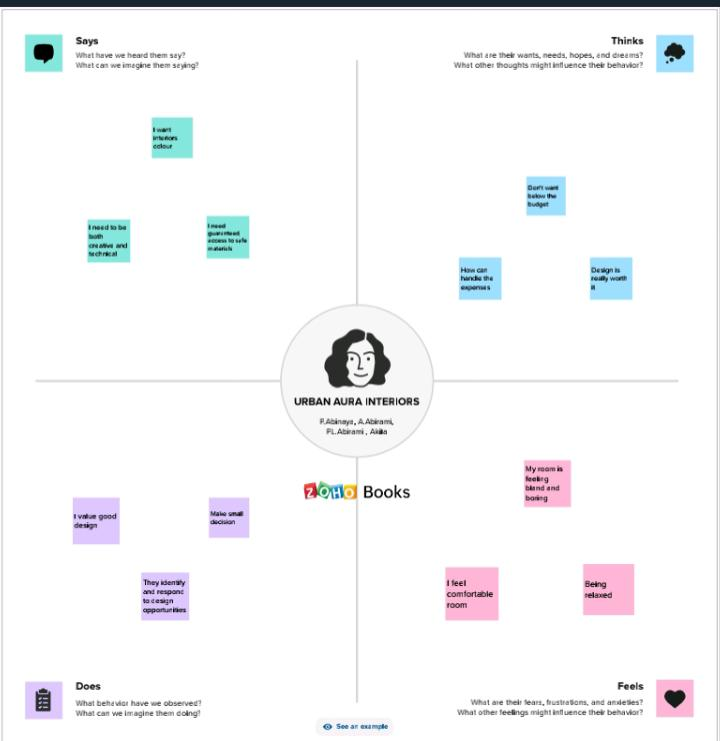 Says
What have we heard them say?
What can we imagine them saying?
Thinks
What are their wants, needs, hopes, and dreams?
What other thoughts might influence their behavior?
I want
interiors
colour
I need to be
both
creative and
technical
I need
guaranteed
access to safe
materials
Don't want
below the
budget
How can
handle the
expenses
Design is
really worth
it
URBAN AURA INTERIORS
P.Abinaya, A.Abirami,
P.L.Abirami , Akila
ZOHO Books
I value good
design
Make small
decision
They identify
and respond
to design
opportunities
My room is
feeling
bland and
boring
I feel
comfortable
room
Being
relaxed
Does
What behavior have we observed?
What can we imagine them doing?
Feels
What are their fears, frustrations, and anxieties?
What other feelings might influence their behavior?
See an example